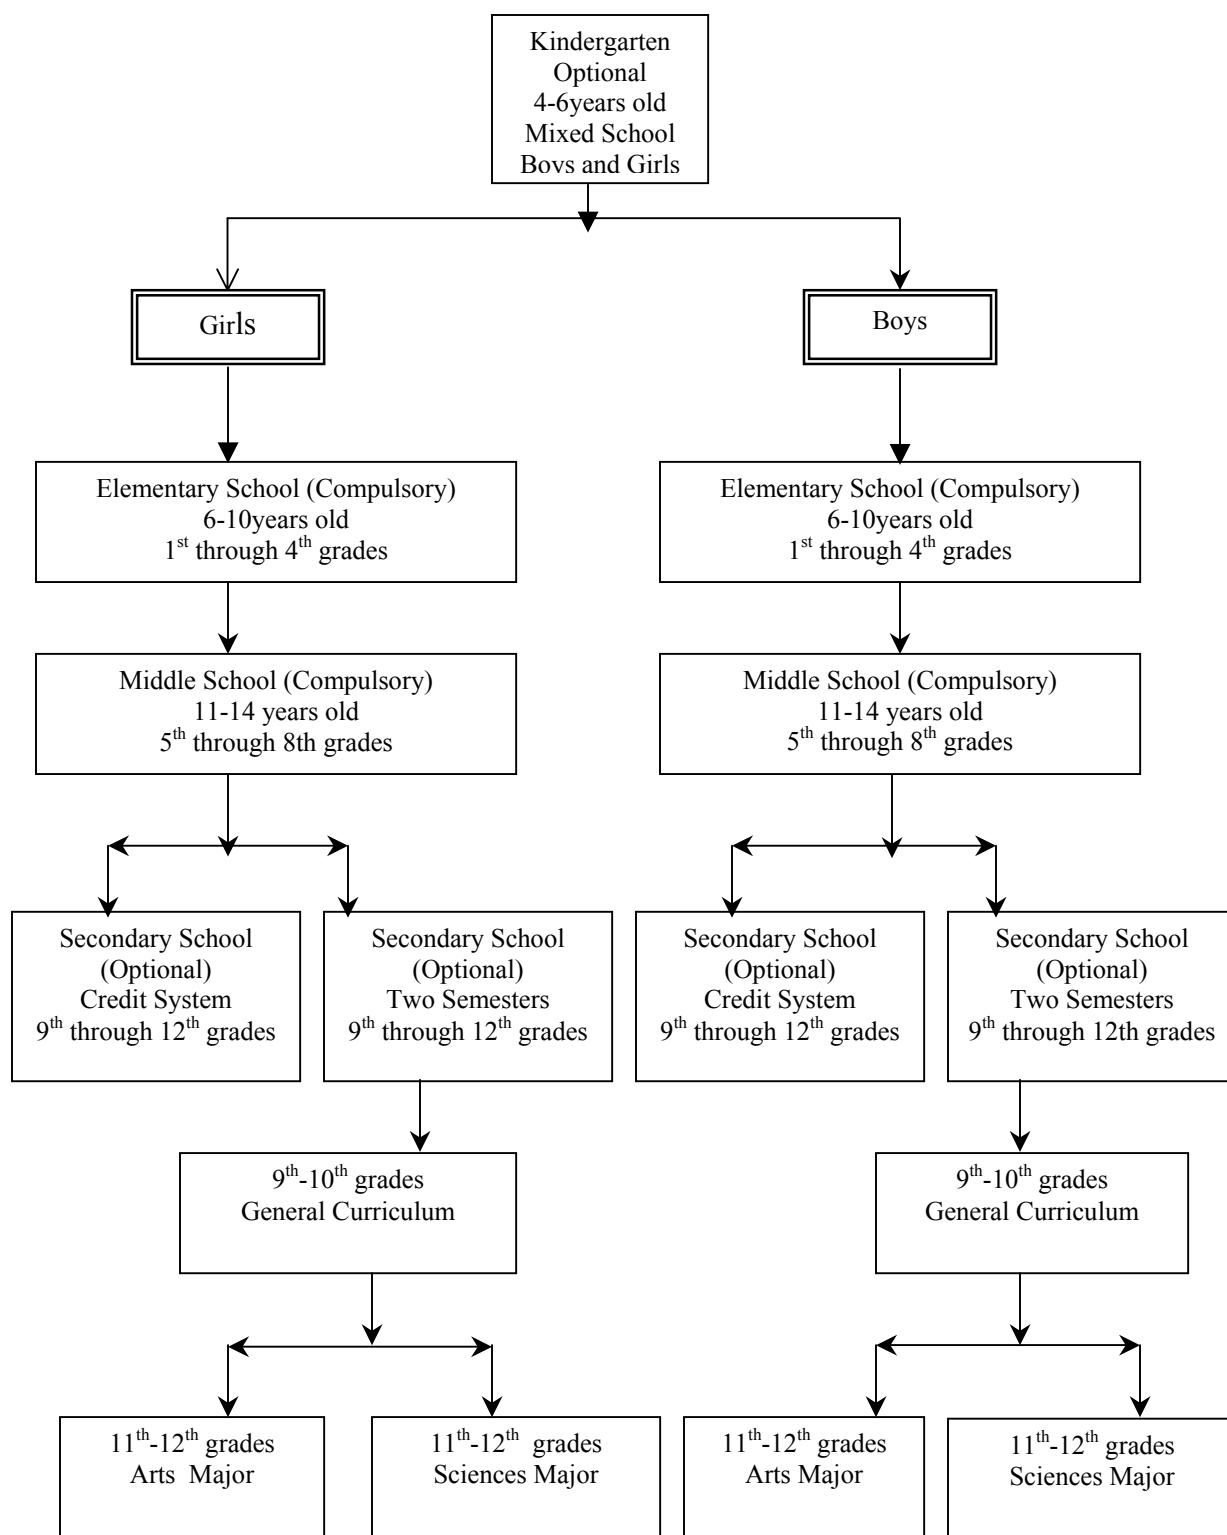 Kindergarten
Optional
4-6years old
Mixed School
Boys and Girls
Girls
Boys
Elementary School (Compulsory)
6-10years old
1st through 4th grades
Elementary School (Compulsory)
6-10years old
1st through 4th grades
Middle School (Compulsory)
11-14 years old
5th through 8th grades
Middle School (Compulsory)
11-14 years old
5th through 8th grades
Secondary School
(Optional)
Credit System
9th through 12th grades
Secondary School
(Optional)
Two Semesters
9th through 12th grades
Secondary School
(Optional)
Credit System
9th through 12th grades
Secondary School
(Optional)
Two Semesters
9th through 12th grades
9th-10th grades
General Curriculum
9th-10th grades
General Curriculum
11th-12th grades
Arts Major
11th-12th grades
Sciences Major
11th-12th grades
Arts Major
11th-12th grades
Sciences Major